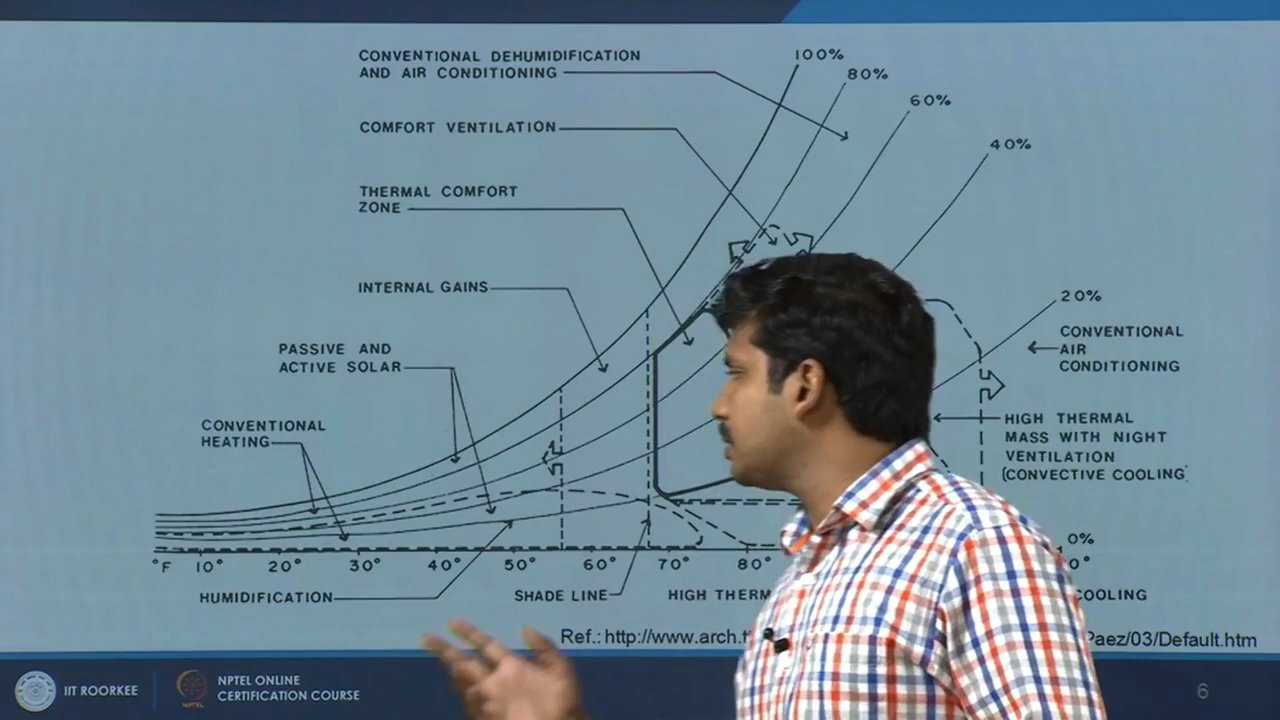 CONVENTIONAL DEHUMIDIFICATION
AND AIR CONDITIONING
100%
80%
60%
40%
COMFORT VENTILATION
THERMAL COMFORT
ZONE
INTERNAL GAINS
20%
PASSIVE AND
ACTIVE SOLAR
CONVENTIONAL
AIR
CONDITIONING
CONVENTIONAL
HEATING
HIGH THERMAL
MASS WITH NIGHT
VENTILATION
(CONVECTIVE COOLING
0%
°F 10° 20° 30° 40° 50° 60° 70° 80° 0°
HUMIDIFICATION
SHADE LINE
HIGH
COOLING
Ref.: http://www.arch.
Paez/03/Default.htm
IIT ROORKEE
NPTEL
NPTEL ONLINE
CERTIFICATION COURSE
6